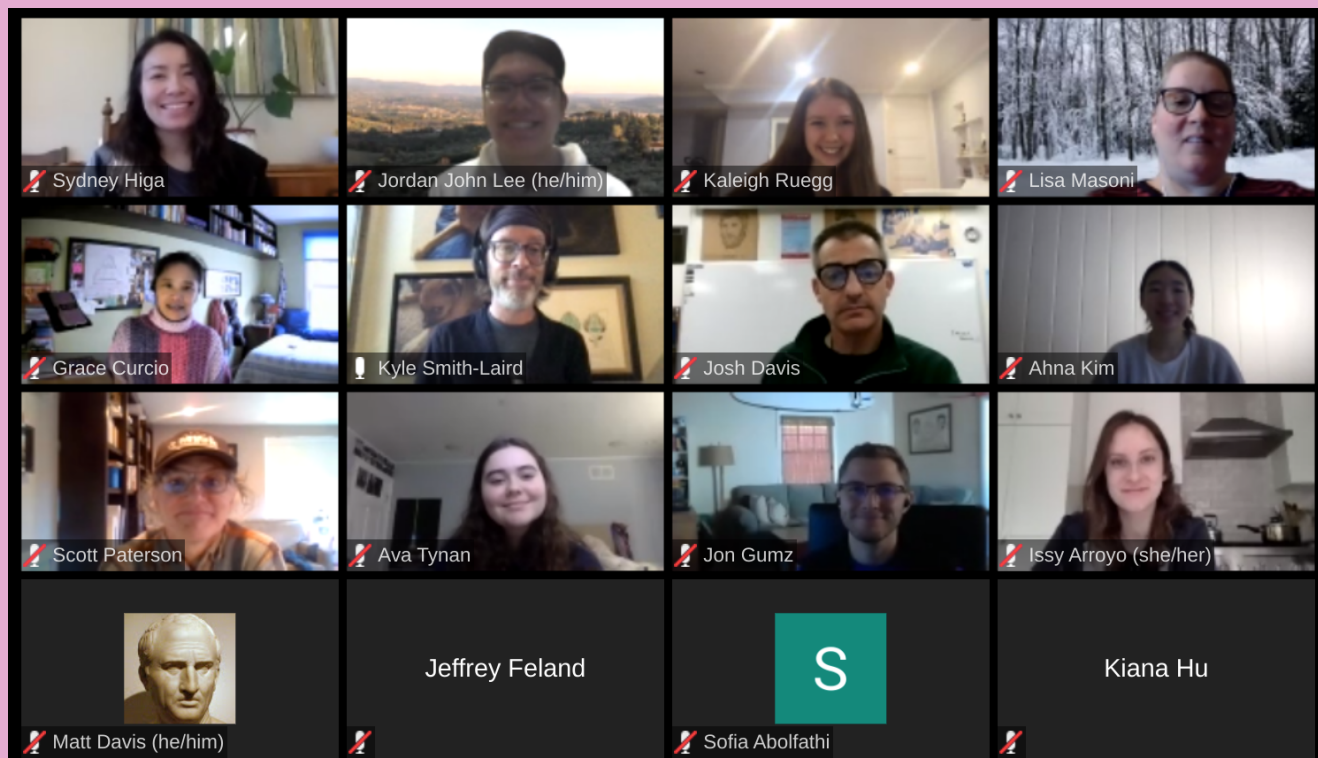 Sydney Higa
Jordan John Lee (he/him)
Kaleigh Ruegg
Lisa Masoni
Grace Curcio
Kyle Smith-Laird
Josh Davis
Ahna Kim
Scott Paterson
Ava Tynan
Jon Gumz
Issy Arroyo (she/her)
Matt Davis (he/him)
Jeffrey Feland
S
Sofia Abolfathi
Kiana Hu